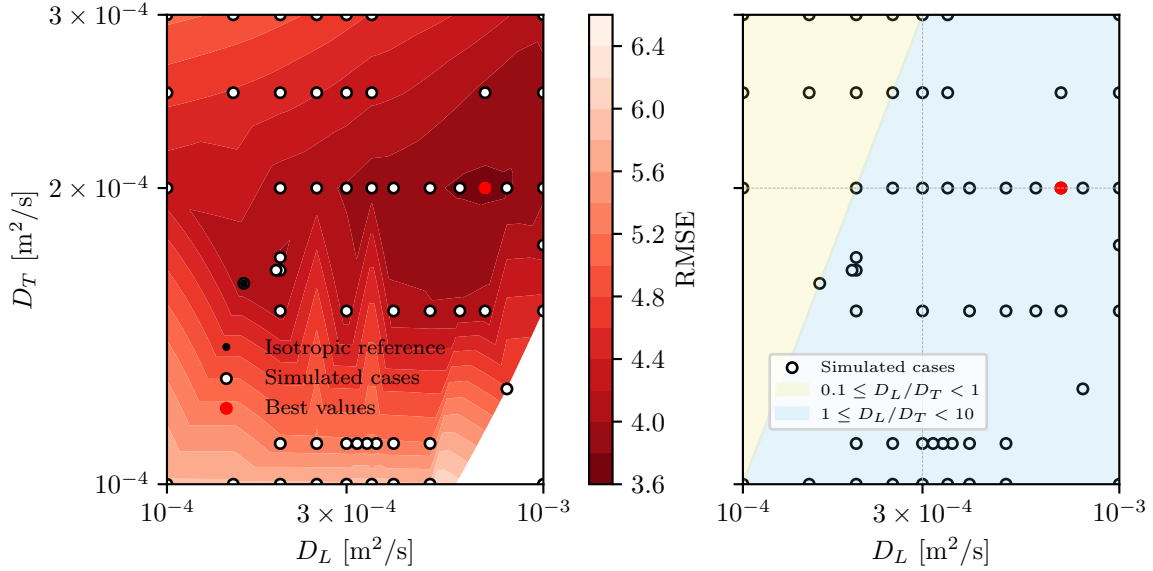 3 × 10⁻⁴
2 × 10⁻⁴
10⁻⁴
D_T [m²/s]
Isotropic reference
Simulated cases
Best values
10⁻⁴
3 × 10⁻⁴
10⁻³
D_L [m²/s]
6.4
6.0
5.6
5.2
4.8
4.4
4.0
3.6
RMSE
Simulated cases
0.1 ≤ D_L/D_T < 1
1 ≤ D_L/D_T < 10
10⁻⁴
3 × 10⁻⁴
10⁻³
D_L [m²/s]